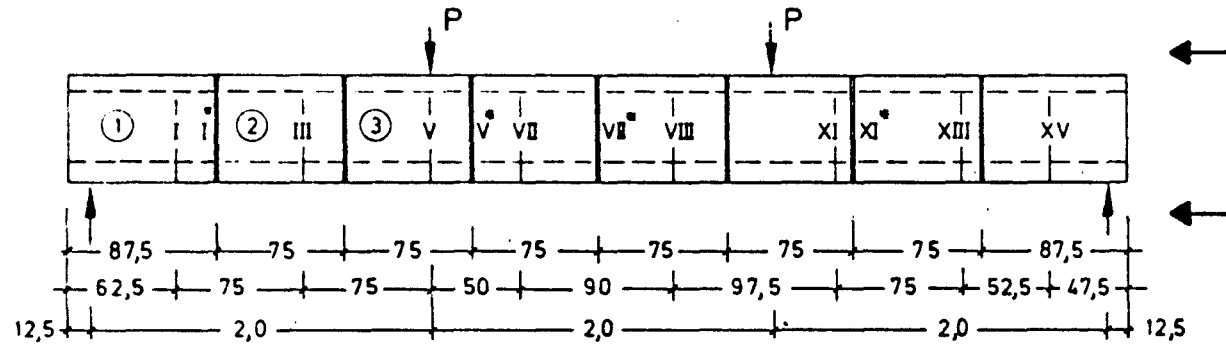 P P
① I I* ② III ③ V V* VII VII* VIII XI XI* XIII XV
87,5 75 75 75 75 75 75 87,5
62,5 75 75 50 90 97,5 75 52,5 47,5
12,5 2,0 2,0 2,0 12,5